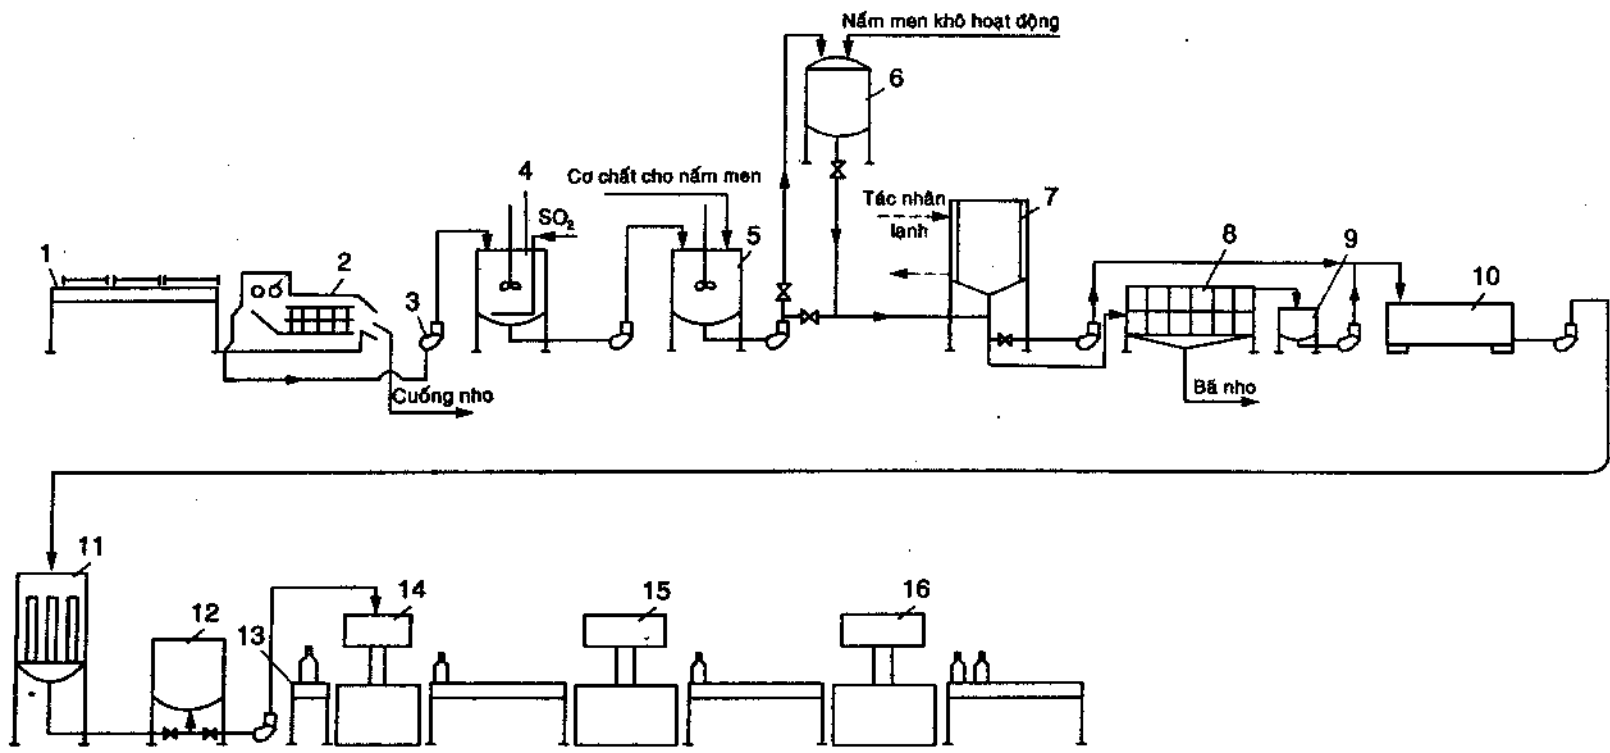 Nấm men khô hoạt động
6
4
Cơ chất cho nấm men
SO₂
Tác nhân
lạnh
7
1
2
3
5
8
9
10
Cuống nho
Bã nho
11
12
13
14
15
16